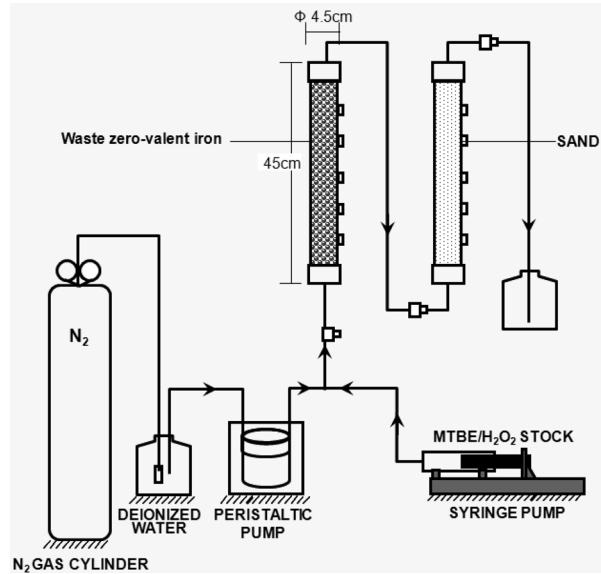 Φ 4.5cm
Waste zero-valent iron
SAND
45cm
N₂
MTBE/H₂O₂ STOCK
DEIONIZED
WATER
PERISTALTIC
PUMP
SYRINGE PUMP
N₂ GAS CYLINDER